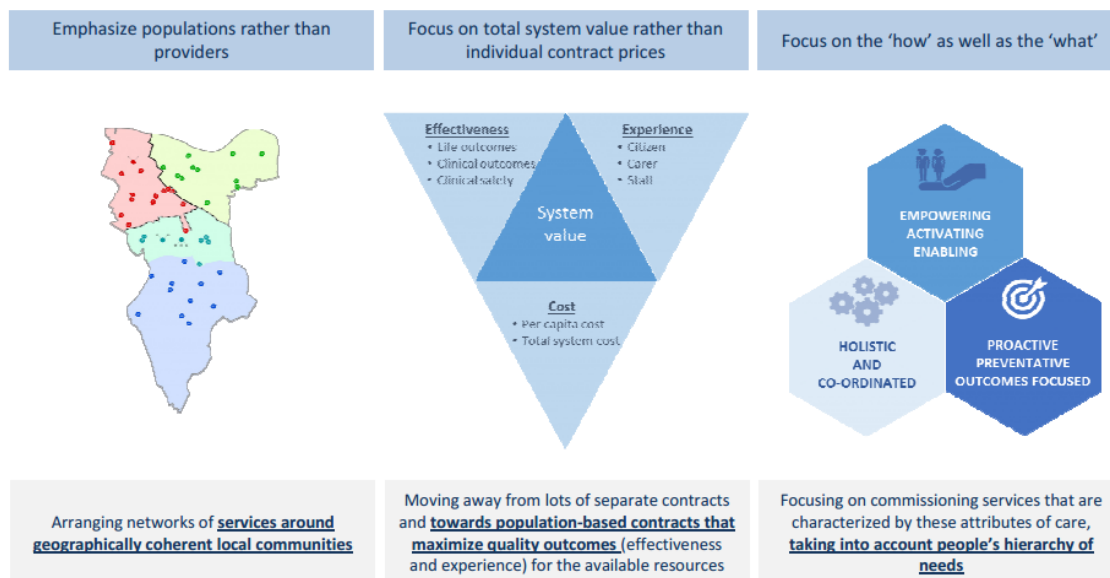 Emphasize populations rather than
providers
Focus on total system value rather than
individual contract prices
Focus on the ‘how’ as well as the ‘what’
Effectiveness
• Life outcomes
• Clinical outcomes
• Clinical safety
Experience
• Citizen
• Carer
• Staff
System
value
Cost
• Per capita cost
• Total system cost
EMPOWERING
ACTIVATING
ENABLING
HOLISTIC
AND
CO-ORDINATED
PROACTIVE
PREVENTATIVE
OUTCOMES FOCUSED
Arranging networks of services around
geographically coherent local communities
Moving away from lots of separate contracts
and towards population-based contracts that
maximize quality outcomes (effectiveness
and experience) for the available resources
Focusing on commissioning services that are
characterized by these attributes of care,
taking into account people’s hierarchy of
needs